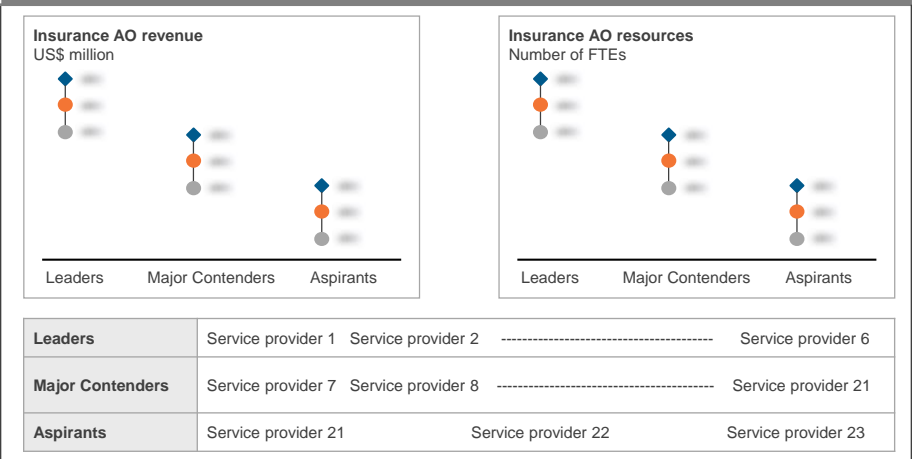 Insurance AO revenue
US$ million
Leaders Major Contenders Aspirants
Insurance AO resources
Number of FTEs
Leaders Major Contenders Aspirants
Leaders Service provider 1 Service provider 2 ---------------------------------------- Service provider 6
Major Contenders Service provider 7 Service provider 8 ----------------------------------------- Service provider 21
Aspirants Service provider 21 Service provider 22 Service provider 23